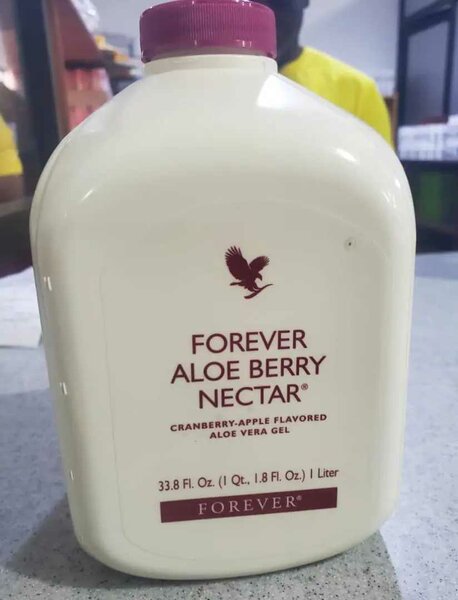 FOREVER
ALOE BERRY
NECTAR®
CRANBERRY-APPLE FLAVORED
ALOE VERA GEL
33.8 Fl. Oz. (1 Qt., 1.8 Fl. Oz.) 1 Liter
FOREVER®